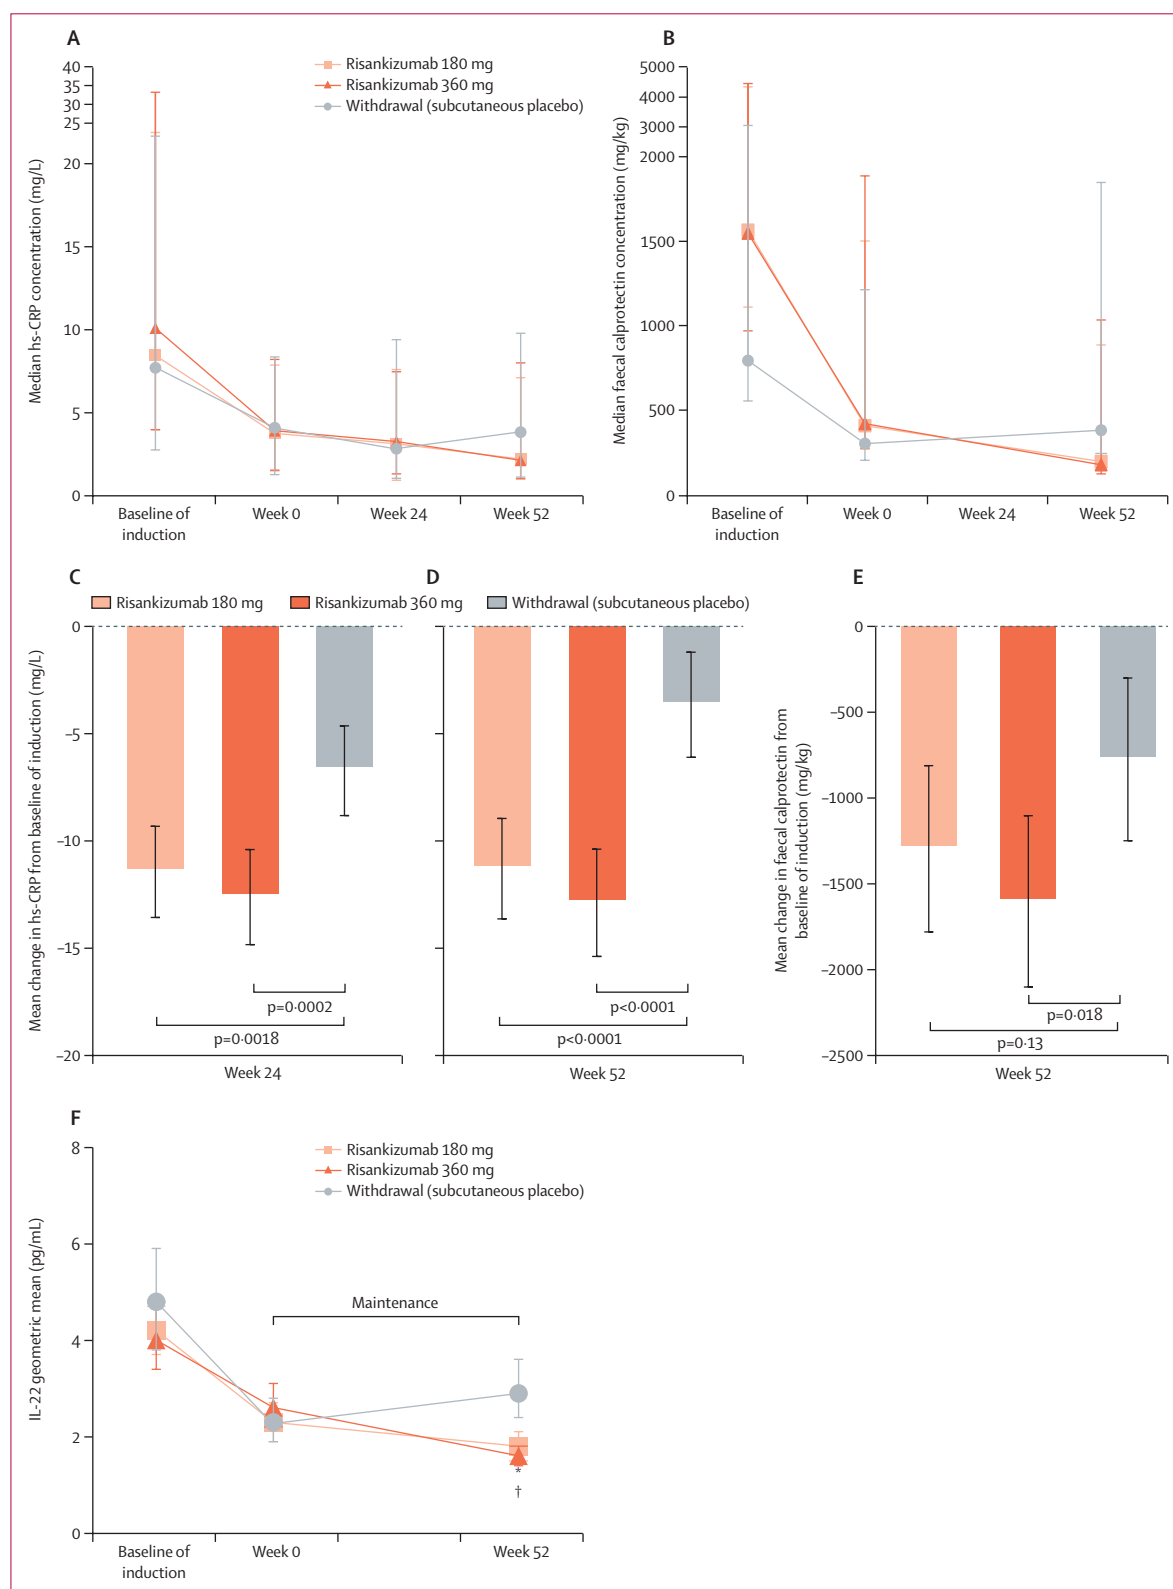 A
Risankizumab 180 mg
Risankizumab 360 mg
Withdrawal (subcutaneous placebo)
Median hs-CRP concentration (mg/L)
40
35
30
25
20
15
10
5
0
Baseline of
induction
Week 0
Week 24
Week 52
B
Median faecal calprotectin concentration (mg/kg)
5000
4000
3000
2000
1500
1000
500
0
Baseline of
induction
Week 0
Week 24
Week 52
C
D
E
Risankizumab 180 mg
Risankizumab 360 mg
Withdrawal (subcutaneous placebo)
Mean change in hs-CRP from baseline of induction (mg/L)
0
–5
–10
–15
–20
p=0·0002
p=0·0018
Week 24
p<0·0001
p<0·0001
Week 52
Mean change in faecal calprotectin from
baseline of induction (mg/kg)
0
–500
–1000
–1500
–2000
–2500
p=0·018
p=0·13
Week 52
F
Risankizumab 180 mg
Risankizumab 360 mg
Withdrawal (subcutaneous placebo)
IL-22 geometric mean (pg/mL)
8
6
4
2
0
Maintenance
*
†
Baseline of
induction
Week 0
Week 52